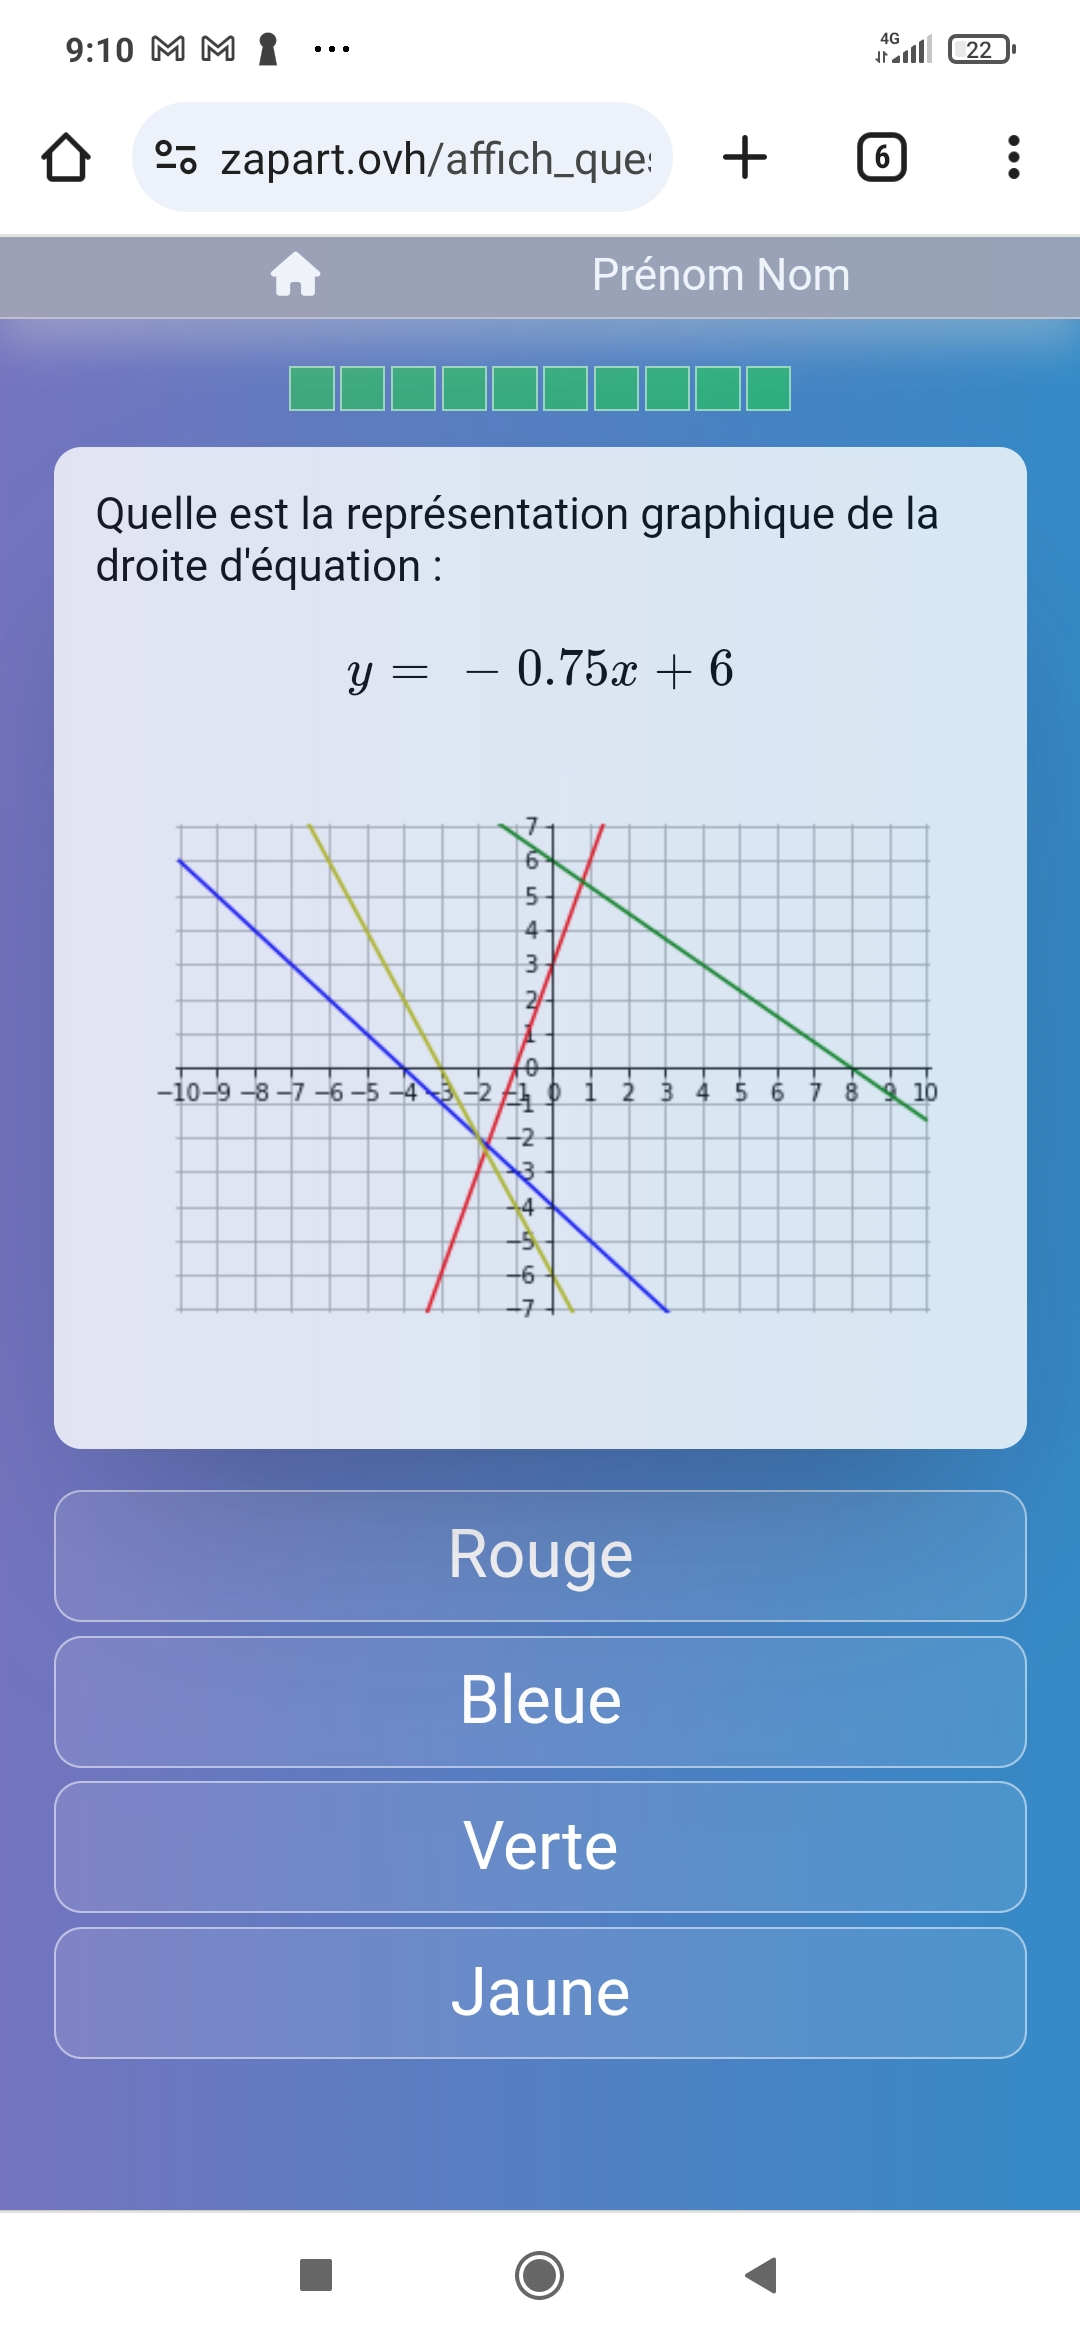 9:10
4G
22
zapart.ovh/affich_ques
6
Prénom Nom
Quelle est la représentation graphique de la
droite d'équation :
y = − 0.75x + 6
7
6
5
4
3
2
1
0
−10 −9 −8 −7 −6 −5 −4 −3 −2 −1 0 1 2 3 4 5 6 7 8 9 10
−1
−2
−3
−4
−5
−6
−7
Rouge
Bleue
Verte
Jaune